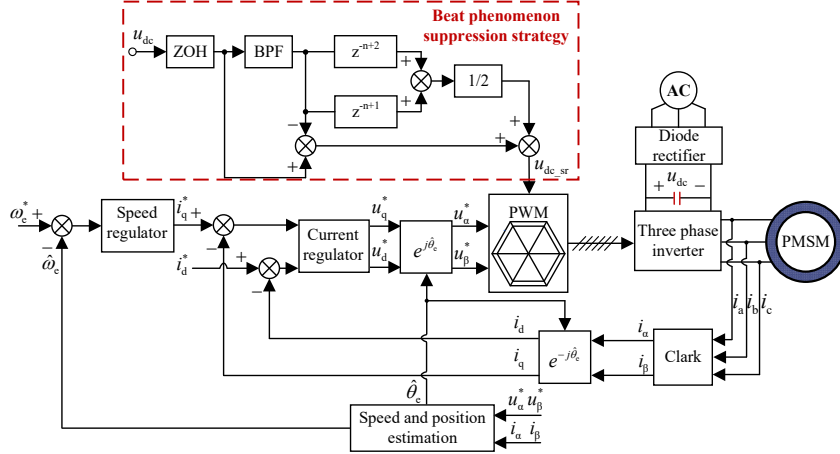 Beat phenomenon
suppression strategy
u_dc
ZOH
BPF
z^-n+2
z^-n+1
1/2
+
+
−
+
+
+
u_dc_sr
AC
Diode
rectifier
+ u_dc −
Three phase
inverter
PMSM
ω_e^* +
−
ω̂_e
Speed
regulator
i_q^* +
−
i_d^* +
−
Current
regulator
u_q^*
u_d^*
e^jθ̂_e
u_α^*
u_β^*
PWM
i_a i_b i_c
i_d
i_q
e^-jθ̂_e
i_α
i_β
Clark
θ̂_e
Speed and position
estimation
u_α^* u_β^*
i_α i_β